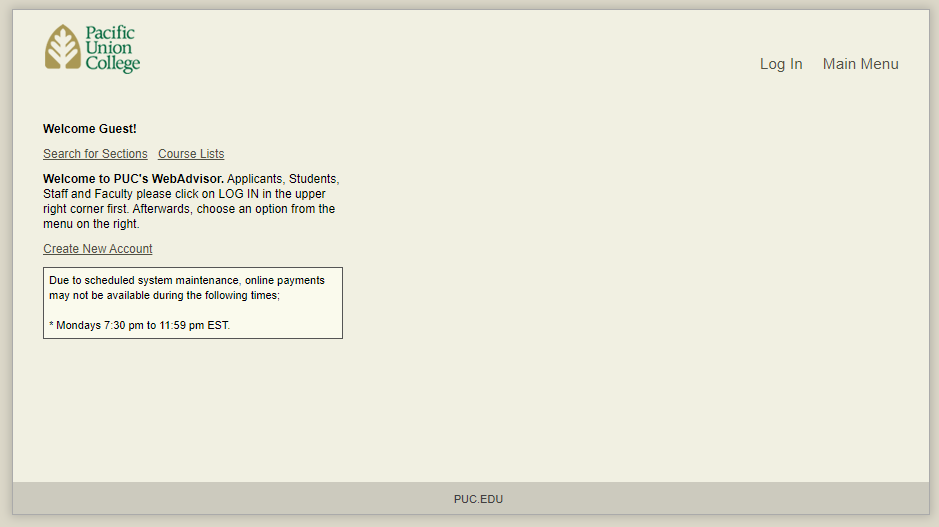 Pacific
Union
College
Log In Main Menu
Welcome Guest!
Search for Sections Course Lists
Welcome to PUC's WebAdvisor. Applicants, Students,
Staff and Faculty please click on LOG IN in the upper
right corner first. Afterwards, choose an option from the
menu on the right.
Create New Account
Due to scheduled system maintenance, online payments
may not be available during the following times;
* Mondays 7:30 pm to 11:59 pm EST.
PUC.EDU